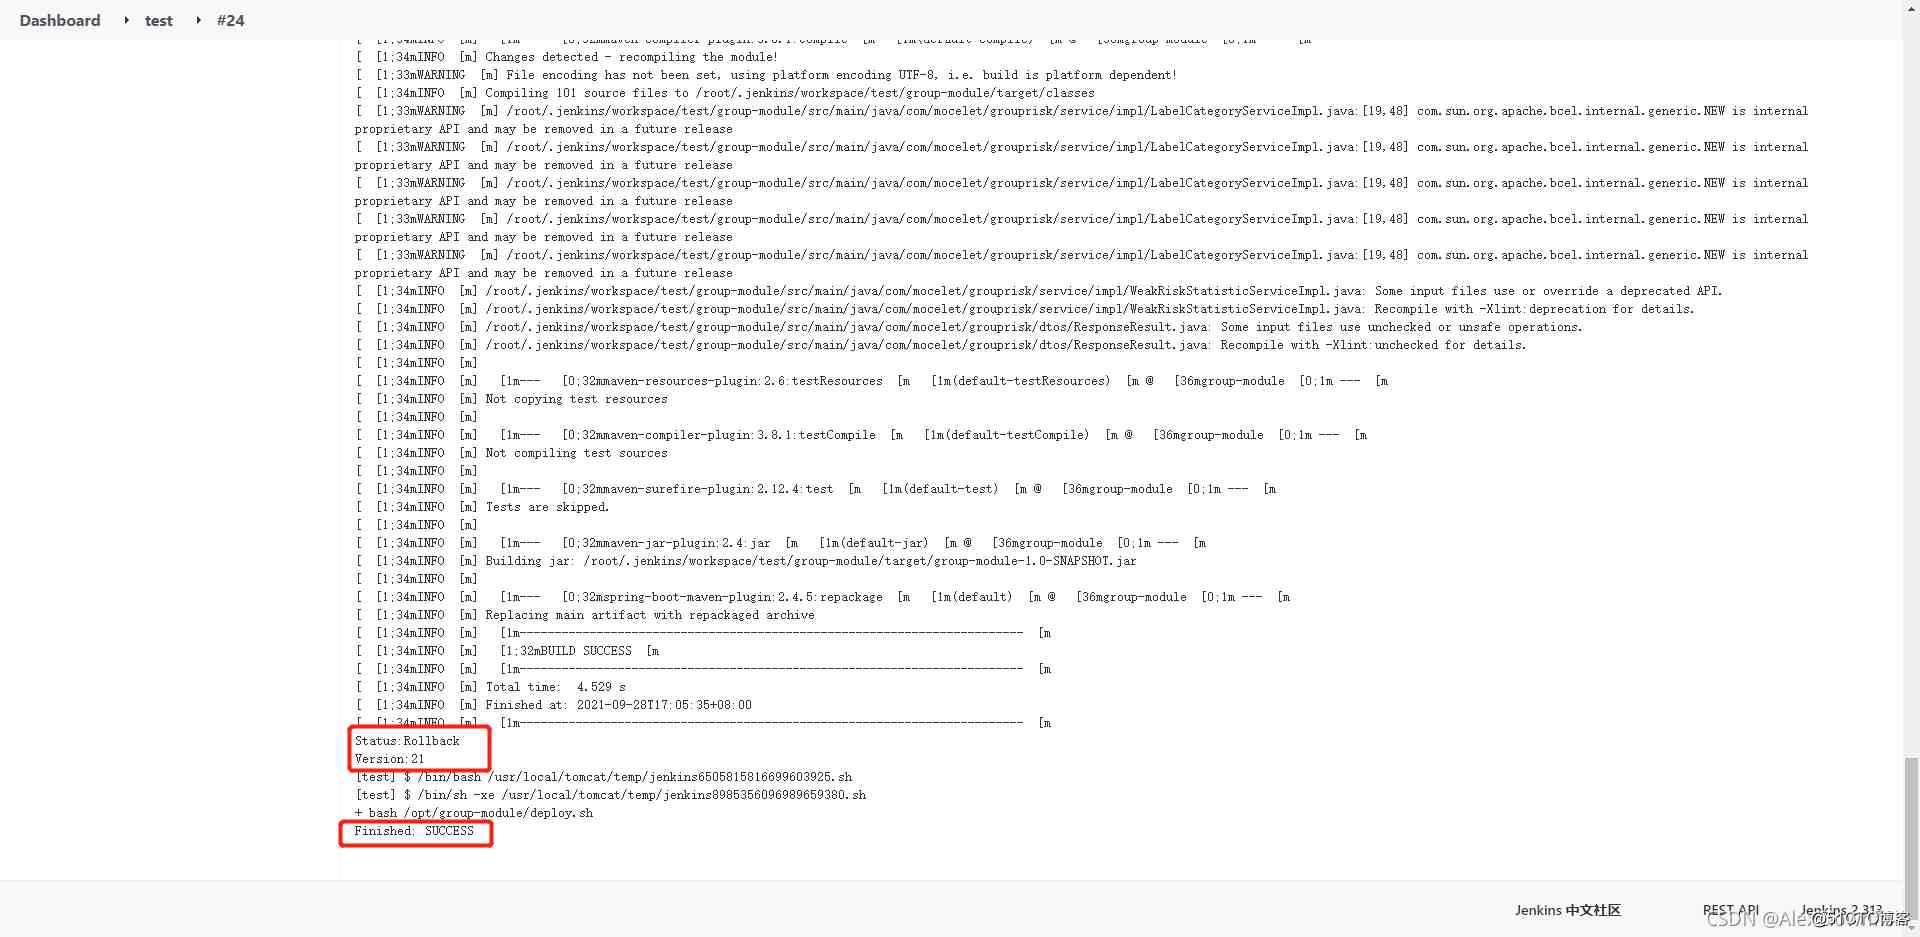 Dashboard ▸ test ▸ #24
[ [1;34mINFO [m] [1m--- [0;32mmaven-compiler-plugin:3.8.1:compile [m [1m(default-compile) [m @ [36mgroup-module [0;1m --- [m
[ [1;34mINFO [m] Changes detected - recompiling the module!
[ [1;33mWARNING [m] File encoding has not been set, using platform encoding UTF-8, i.e. build is platform dependent!
[ [1;34mINFO [m] Compiling 101 source files to /root/.jenkins/workspace/test/group-module/target/classes
[ [1;33mWARNING [m] /root/.jenkins/workspace/test/group-module/src/main/java/com/mocelet/grouprisk/service/impl/LabelCategoryServiceImpl.java:[19,48] com.sun.org.apache.bcel.internal.generic.NEW is internal
proprietary API and may be removed in a future release
[ [1;33mWARNING [m] /root/.jenkins/workspace/test/group-module/src/main/java/com/mocelet/grouprisk/service/impl/LabelCategoryServiceImpl.java:[19,48] com.sun.org.apache.bcel.internal.generic.NEW is internal
proprietary API and may be removed in a future release
[ [1;33mWARNING [m] /root/.jenkins/workspace/test/group-module/src/main/java/com/mocelet/grouprisk/service/impl/LabelCategoryServiceImpl.java:[19,48] com.sun.org.apache.bcel.internal.generic.NEW is internal
proprietary API and may be removed in a future release
[ [1;33mWARNING [m] /root/.jenkins/workspace/test/group-module/src/main/java/com/mocelet/grouprisk/service/impl/LabelCategoryServiceImpl.java:[19,48] com.sun.org.apache.bcel.internal.generic.NEW is internal
proprietary API and may be removed in a future release
[ [1;33mWARNING [m] /root/.jenkins/workspace/test/group-module/src/main/java/com/mocelet/grouprisk/service/impl/LabelCategoryServiceImpl.java:[19,48] com.sun.org.apache.bcel.internal.generic.NEW is internal
proprietary API and may be removed in a future release
[ [1;34mINFO [m] /root/.jenkins/workspace/test/group-module/src/main/java/com/mocelet/grouprisk/service/impl/WeakRiskStatisticServiceImpl.java: Some input files use or override a deprecated API.
[ [1;34mINFO [m] /root/.jenkins/workspace/test/group-module/src/main/java/com/mocelet/grouprisk/service/impl/WeakRiskStatisticServiceImpl.java: Recompile with -Xlint:deprecation for details.
[ [1;34mINFO [m] /root/.jenkins/workspace/test/group-module/src/main/java/com/mocelet/grouprisk/dtos/ResponseResult.java: Some input files use unchecked or unsafe operations.
[ [1;34mINFO [m] /root/.jenkins/workspace/test/group-module/src/main/java/com/mocelet/grouprisk/dtos/ResponseResult.java: Recompile with -Xlint:unchecked for details.
[ [1;34mINFO [m]
[ [1;34mINFO [m] [1m--- [0;32mmaven-resources-plugin:2.6:testResources [m [1m(default-testResources) [m @ [36mgroup-module [0;1m --- [m
[ [1;34mINFO [m] Not copying test resources
[ [1;34mINFO [m]
[ [1;34mINFO [m] [1m--- [0;32mmaven-compiler-plugin:3.8.1:testCompile [m [1m(default-testCompile) [m @ [36mgroup-module [0;1m --- [m
[ [1;34mINFO [m] Not compiling test sources
[ [1;34mINFO [m]
[ [1;34mINFO [m] [1m--- [0;32mmaven-surefire-plugin:2.12.4:test [m [1m(default-test) [m @ [36mgroup-module [0;1m --- [m
[ [1;34mINFO [m] Tests are skipped.
[ [1;34mINFO [m]
[ [1;34mINFO [m] [1m--- [0;32mmaven-jar-plugin:2.4:jar [m [1m(default-jar) [m @ [36mgroup-module [0;1m --- [m
[ [1;34mINFO [m] Building jar: /root/.jenkins/workspace/test/group-module/target/group-module-1.0-SNAPSHOT.jar
[ [1;34mINFO [m]
[ [1;34mINFO [m] [1m--- [0;32mspring-boot-maven-plugin:2.4.5:repackage [m [1m(default) [m @ [36mgroup-module [0;1m --- [m
[ [1;34mINFO [m] Replacing main artifact with repackaged archive
[ [1;34mINFO [m] [1m------------------------------------------------------------------------ [m
[ [1;34mINFO [m] [1;32mBUILD SUCCESS [m
[ [1;34mINFO [m] [1m------------------------------------------------------------------------ [m
[ [1;34mINFO [m] Total time: 4.529 s
[ [1;34mINFO [m] Finished at: 2021-09-28T17:05:35+08:00
[ [1;34mINFO [m] [1m------------------------------------------------------------------------ [m
Status:Rollback
Version:21
[test] $ /bin/bash /usr/local/tomcat/temp/jenkins6505815816699603925.sh
[test] $ /bin/sh -xe /usr/local/tomcat/temp/jenkins8985356096989659380.sh
+ bash /opt/group-module/deploy.sh
Finished: SUCCESS
Jenkins 中文社区 REST API Jenkins 2.313
CSDN @Alex @51CTO博客